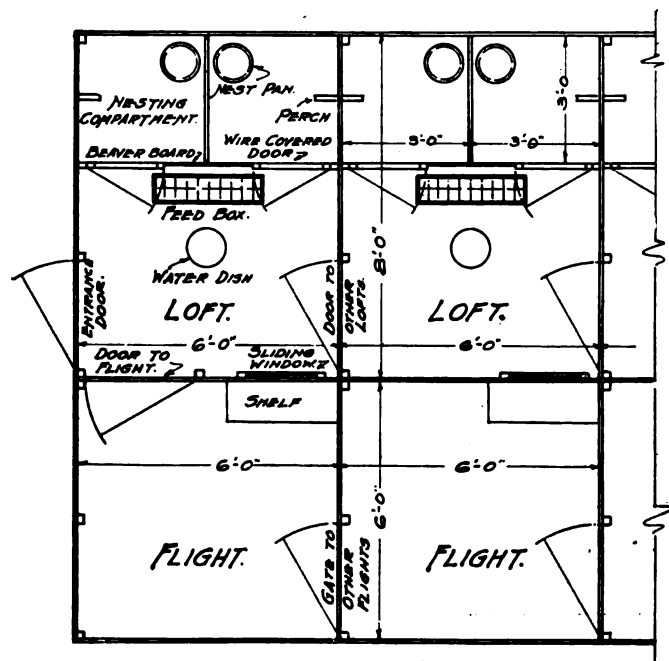 NESTING
COMPARTMENT.
NEST PAN.
PERCH
3'-0
BEAVER BOARD
WIRE COVERED
DOOR
3'-0"
3'-0"
FEED BOX.
WATER DISH
8'-0"
ENTRANCE
DOOR.
LOFT.
DOOR TO
OTHER
LOFTS.
LOFT.
6'-0"
6'-0"
DOOR TO
FLIGHT.
SLIDING
WINDOW
SHELF
6'-0"
6'-0"
6'-0"
FLIGHT.
GATE TO
OTHER
FLIGHTS
FLIGHT.